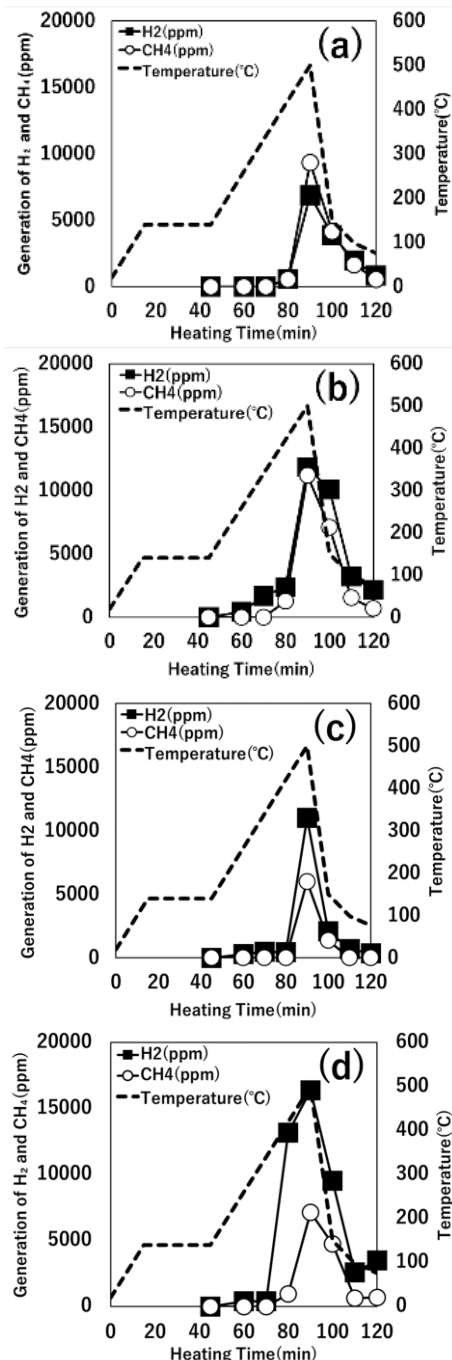 Generation of H₂ and CH₄(ppm)
20000
15000
10000
5000
0
H2(ppm)
CH4(ppm)
Temperature(℃)
(a)
600
500
400
300
200
100
0
Temperature(℃)
0 20 40 60 80 100 120
Heating Time(min)
Generation of H2 and CH4(ppm)
20000
15000
10000
5000
0
H2(ppm)
CH4(ppm)
Temperature(℃)
(b)
600
500
400
300
200
100
0
Temperature(℃)
0 20 40 60 80 100 120
Heating Time(min)
Generation of H2 and CH4(ppm)
20000
15000
10000
5000
0
H2(ppm)
CH4(ppm)
Temperature(℃)
(c)
600
500
400
300
200
100
0
Temperature(℃)
0 20 40 60 80 100 120
Heating Time(min)
Generation of H₂ and CH₄(ppm)
20000
15000
10000
5000
0
H2(ppm)
CH4(ppm)
Temperature(℃)
(d)
600
500
400
300
200
100
0
Temperature(℃)
0 20 40 60 80 100 120
Heating Time(min)